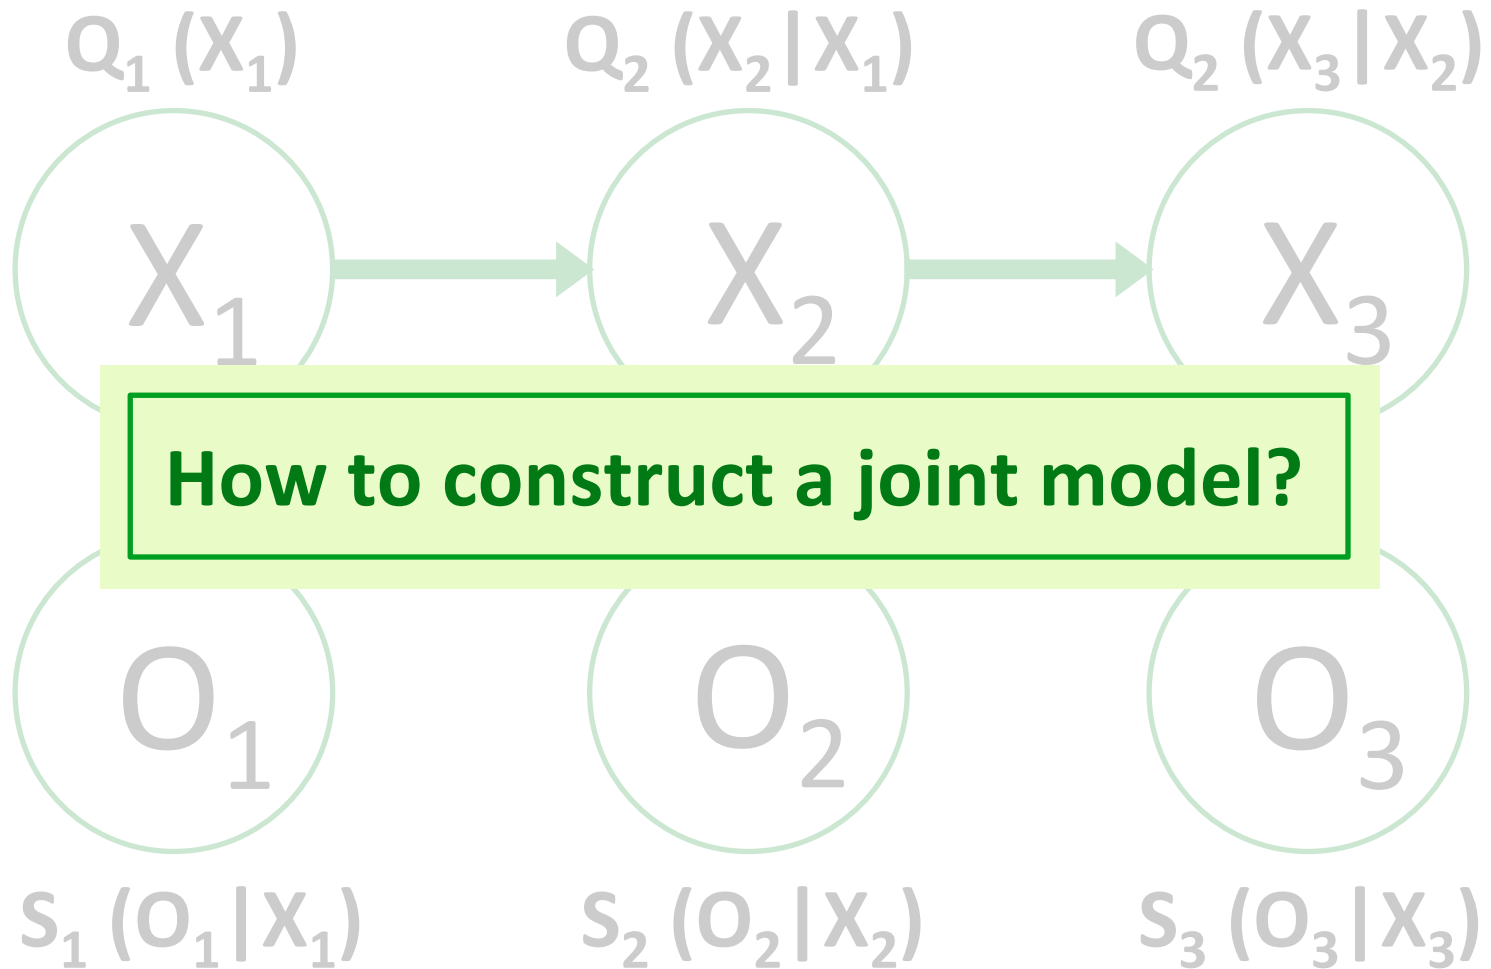 Q₁ (X₁) Q₂ (X₂|X₁) Q₂ (X₃|X₂)
X₁ X₂ X₃
How to construct a joint model?
O₁ O₂ O₃
S₁ (O₁|X₁) S₂ (O₂|X₂) S₃ (O₃|X₃)